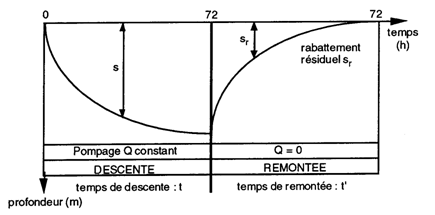 0 72 72
temps
(h)
s
sr
rabattement
résiduel sr
Pompage Q constant Q = 0
DESCENTE REMONTEE
temps de descente : t temps de remontée : t'
profondeur (m)